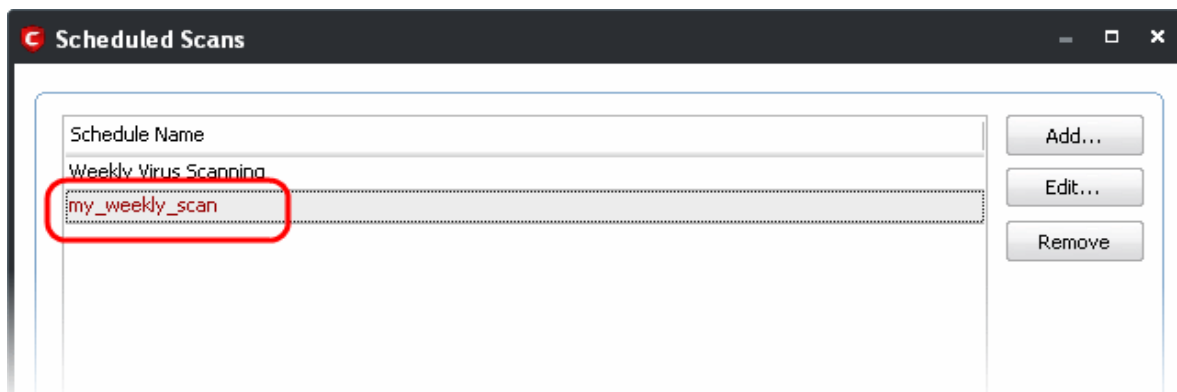 Scheduled Scans
Schedule Name
Weekly Virus Scanning
my_weekly_scan
Add...
Edit...
Remove